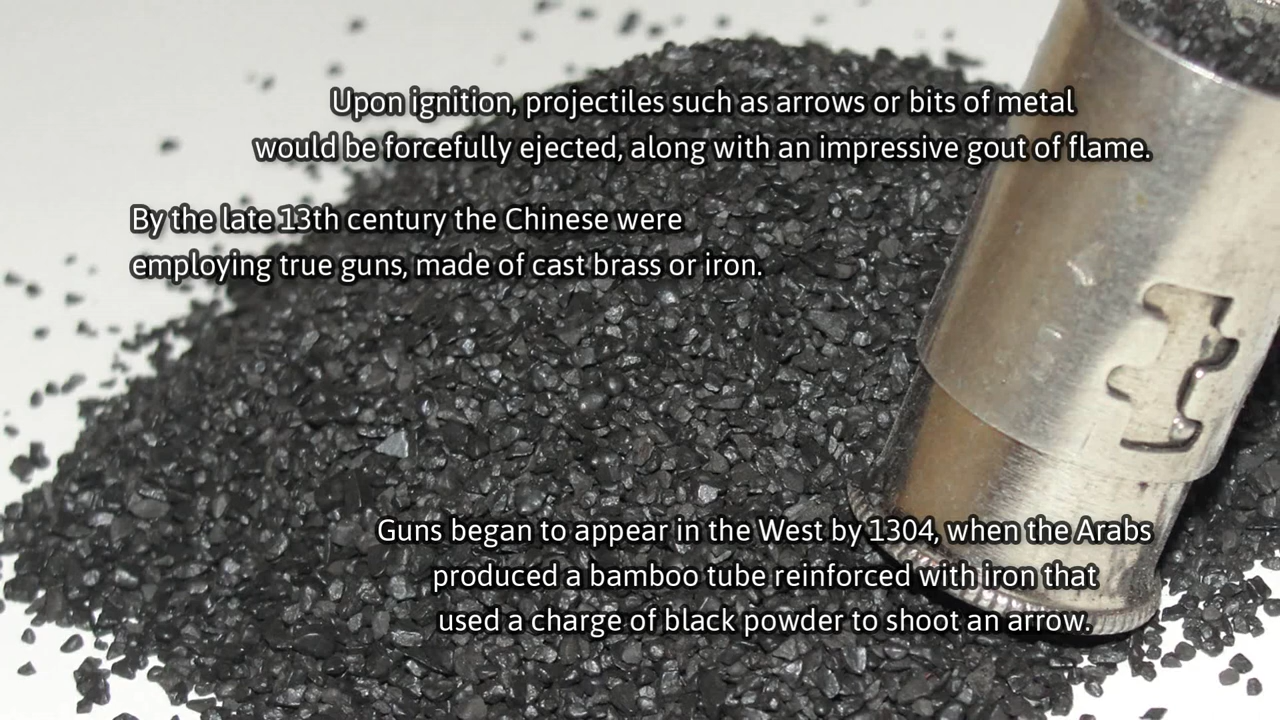 Upon ignition, projectiles such as arrows or bits of metal
would be forcefully ejected, along with an impressive gout of flame.
By the late 13th century the Chinese were
employing true guns, made of cast brass or iron.
Guns began to appear in the West by 1304, when the Arabs
produced a bamboo tube reinforced with iron that
used a charge of black powder to shoot an arrow.